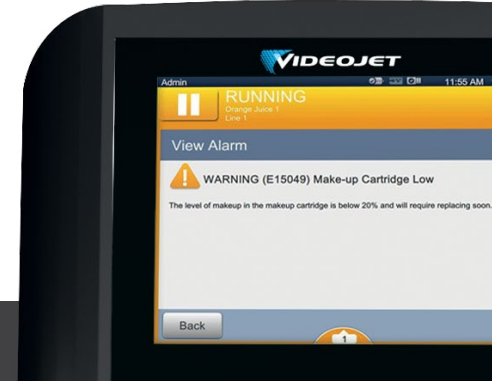 VIDEOJET
Admin
11:55 AM
RUNNING
Orange Juice 1
Line 1
View Alarm
WARNING (E15049) Make-up Cartridge Low
The level of makeup in the makeup cartridge is below 20% and will require replacing soon.
Back
1